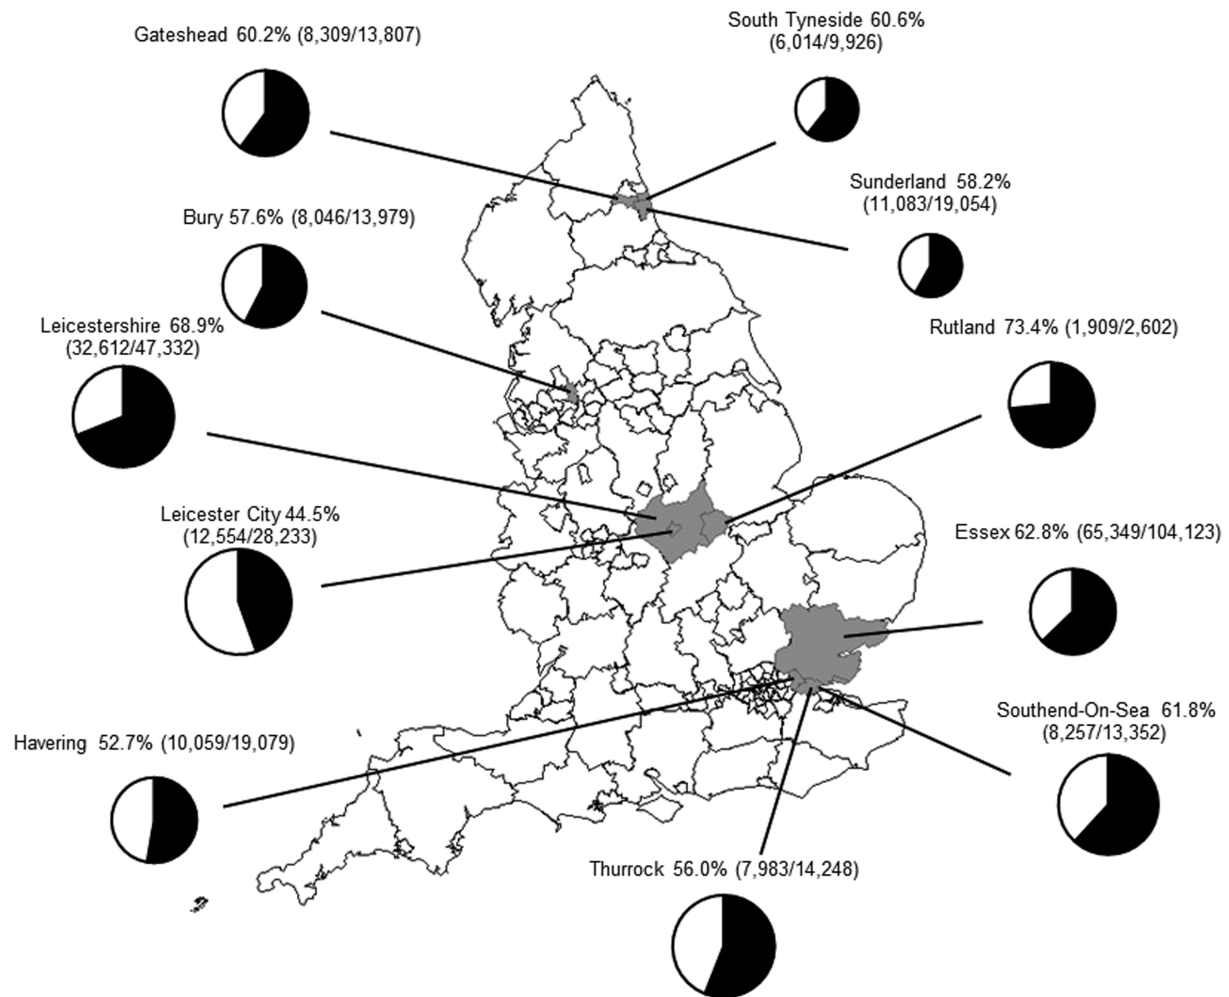 South Tyneside 60.6%
(6,014/9,926)
Gateshead 60.2% (8,309/13,807)
Sunderland 58.2%
(11,083/19,054)
Bury 57.6% (8,046/13,979)
Leicestershire 68.9%
(32,612/47,332)
Rutland 73.4% (1,909/2,602)
Leicester City 44.5%
(12,554/28,233)
Essex 62.8% (65,349/104,123)
Southend-On-Sea 61.8%
(8,257/13,352)
Havering 52.7% (10,059/19,079)
Thurrock 56.0% (7,983/14,248)